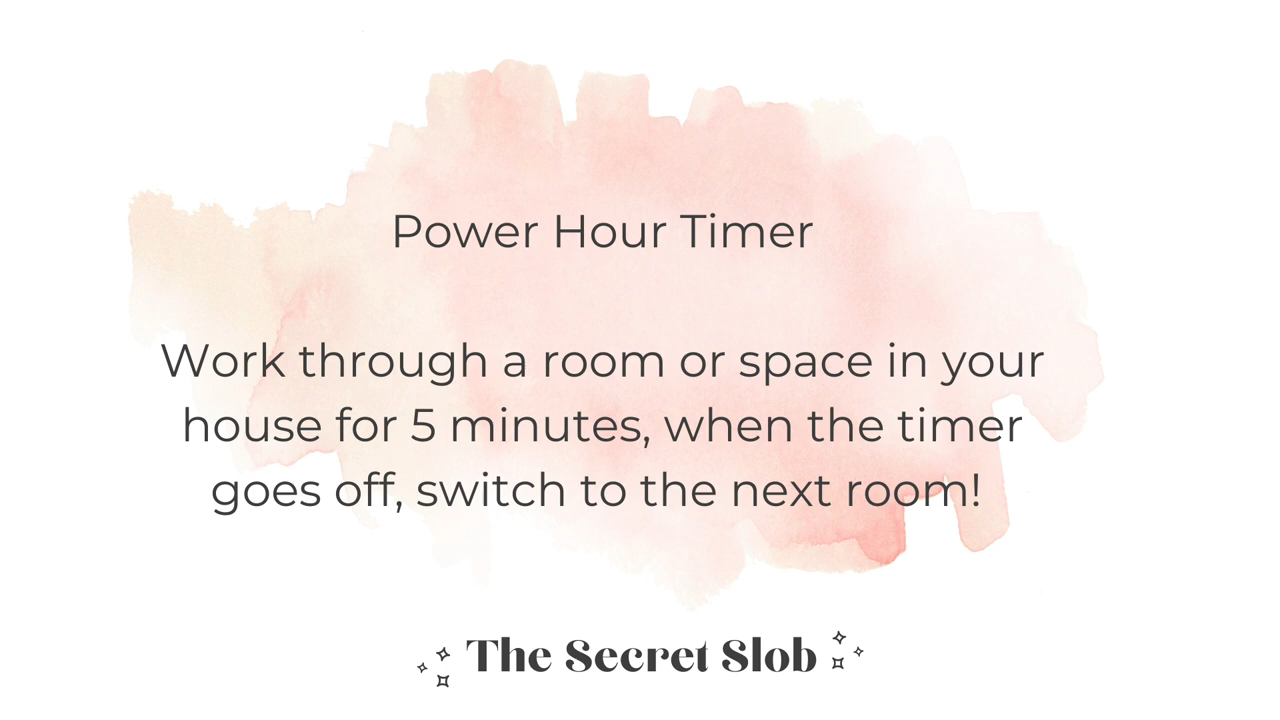 Power Hour Timer
Work through a room or space in your
house for 5 minutes, when the timer
goes off, switch to the next room!
The Secret Slob